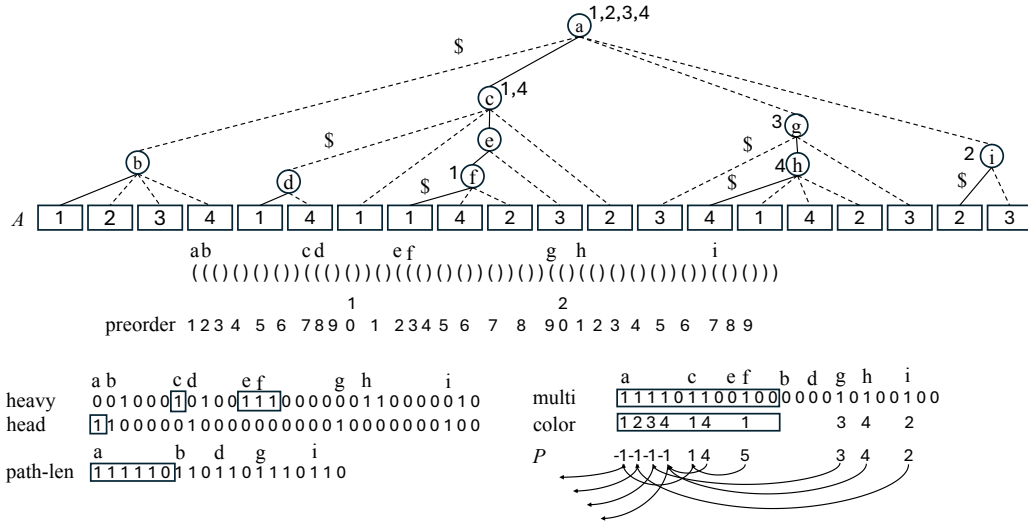 a 1,2,3,4
$
c 1,4
$ e 3 g $
b d 1 f $ 4 h $ 2 i $
A 1 2 3 4 1 4 1 1 4 2 3 2 3 4 1 4 2 3 2 3
a b c d e f g h i
((()()()())((()())()((()()())())())(()(()()()())())(()()))
1 2
preorder 1 2 3 4 5 6 7 8 9 0 1 2 3 4 5 6 7 8 9 0 1 2 3 4 5 6 7 8 9
a b c d e f g h i
heavy 0 0 1 0 0 0 1 0 1 0 0 1 1 1 0 0 0 0 0 0 1 1 0 0 0 0 0 1 0
head 1 1 0 0 0 0 0 1 0 0 0 0 0 0 0 0 0 0 1 0 0 0 0 0 0 0 1 0 0
a b d g i
path-len 1 1 1 1 1 0 1 1 0 1 1 0 1 1 1 0 1 1 0
a c e f b d g h i
multi 1 1 1 1 0 1 1 0 0 1 0 0 0 0 0 0 1 0 1 0 0 1 0 0
color 1 2 3 4 1 4 1 3 4 2
P -1 -1 -1 -1 1 4 5 3 4 2